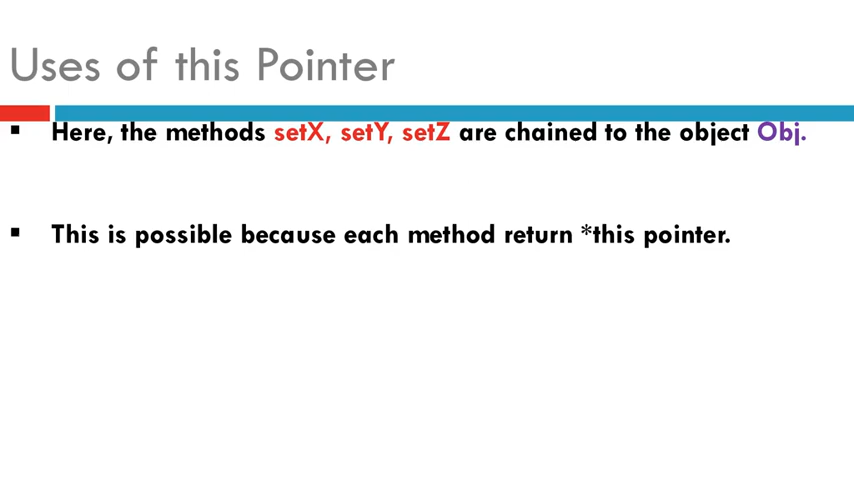 Uses of this Pointer
▪ Here, the methods setX, setY, setZ are chained to the object Obj.
▪ This is possible because each method return *this pointer.